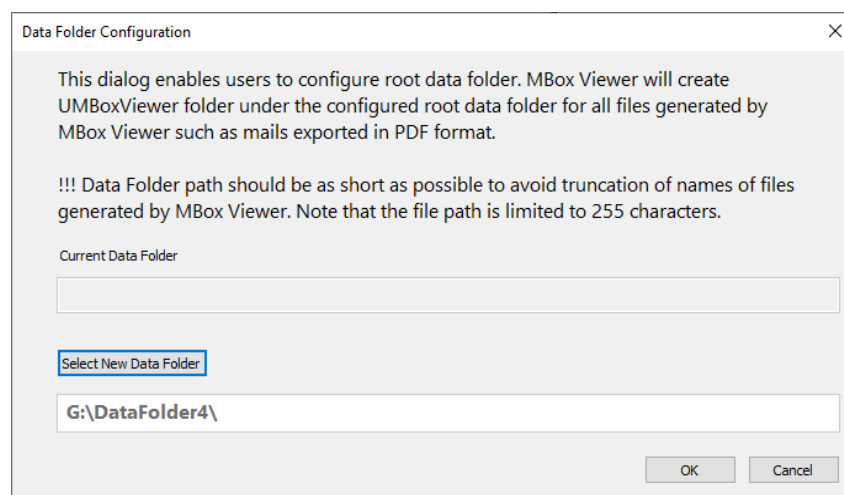 Data Folder Configuration
This dialog enables users to configure root data folder. MBox Viewer will create
UMBoxViewer folder under the configured root data folder for all files generated by
MBox Viewer such as mails exported in PDF format.
!!! Data Folder path should be as short as possible to avoid truncation of names of files
generated by MBox Viewer. Note that the file path is limited to 255 characters.
Current Data Folder
Select New Data Folder
G:\DataFolder4\
OK Cancel